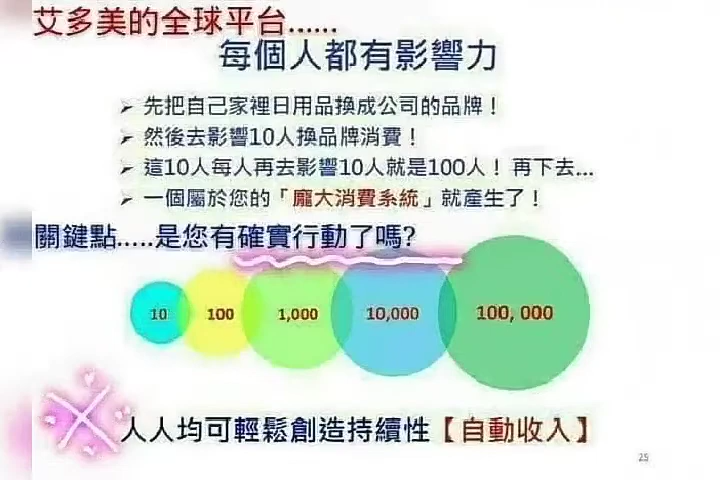 艾多美的全球平台......
每個人都有影響力
➢ 先把自己家裡日用品換成公司的品牌！
➢ 然後去影響10人換品牌消費！
➢ 這10人每人再去影響10人就是100人！ 再下去...
➢ 一個屬於您的「龐大消費系統」就產生了！
關鍵點.....是您有確實行動了嗎?
10 100 1,000 10,000 100, 000
人人均可輕鬆創造持續性【自動收入】
25